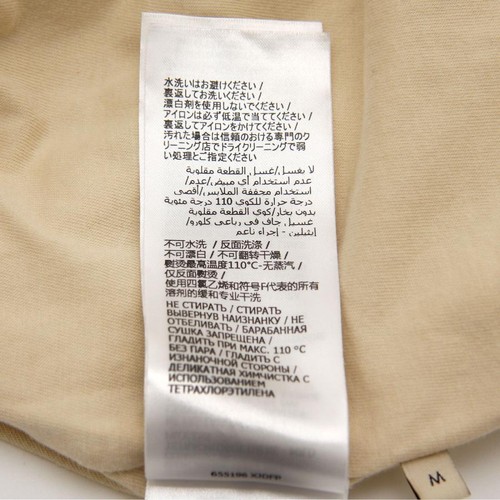 水洗いはお避けください/
裏返してお洗いください/
漂白剤を使用しないでください/
アイロンは必ず低温で当ててください/
裏返してアイロンをかけてください/
汚れた場合は信頼のおける専門のク
リーニング店でドライクリーニングで弱
い処理とご指定ください
لا يغسل/غسل القطعة مقلوبة
عدم استخدام أي مبيض/عدم/
استخدام مجففة الملابس/أقصى
درجة حرارة للكوي 110 درجة مئوية
بدون بخار/كوي القطعة مقلوبة
غسيل جاف في رباعي كلورو/
إيثيلين - إجراء ناعم
不可水洗 / 反面洗涤 /
不可漂白 / 不可翻转干燥 /
熨烫最高温度110°C-无蒸汽 /
仅反面熨烫 /
使用四氯乙烯和符号F代表的所有
溶剂的缓和专业干洗
НЕ СТИРАТЬ / СТИРАТЬ
ВЫВЕРНУВ НАИЗНАНКУ / НЕ
ОТБЕЛИВАТЬ / БАРАБАННАЯ
СУШКА ЗАПРЕЩЕНА /
ГЛАДИТЬ ПРИ МАКС. 110 °C
БЕЗ ПАРА / ГЛАДИТЬ С
ИЗНАНОЧНОЙ СТОРОНЫ /
ДЕЛИКАТНАЯ ХИМЧИСТКА С
ИСПОЛЬЗОВАНИЕМ
ТЕТРАХЛОРЭТИЛЕНА
655196
M